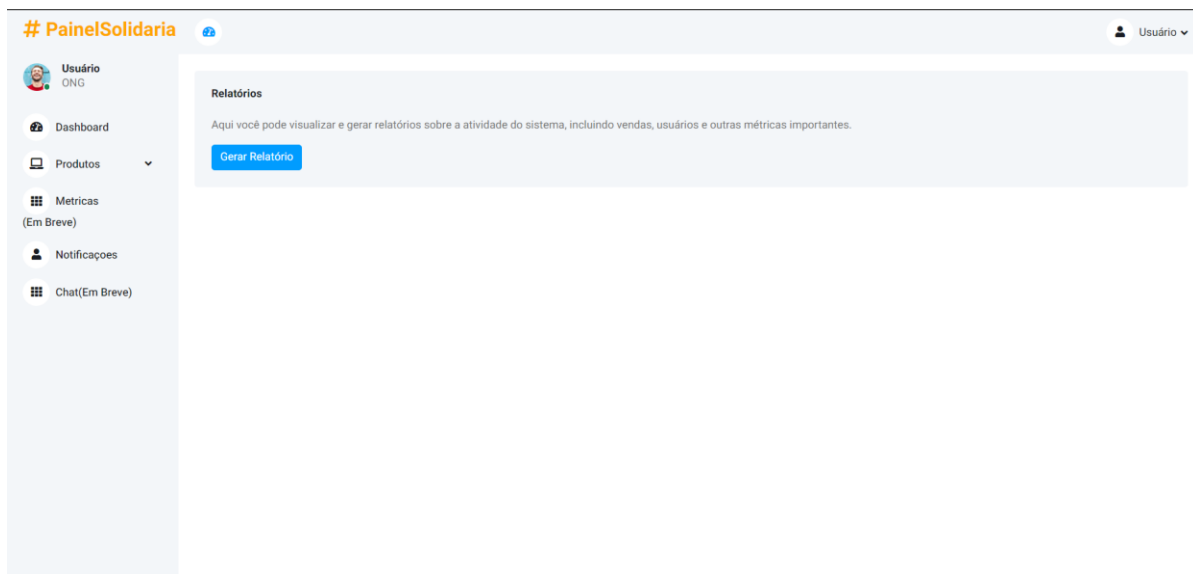 # PainelSolidaria
Usuário
Usuário
ONG
Dashboard
Produtos
Metricas
(Em Breve)
Notificaçoes
Chat(Em Breve)
Relatórios
Aqui você pode visualizar e gerar relatórios sobre a atividade do sistema, incluindo vendas, usuários e outras métricas importantes.
Gerar Relatório